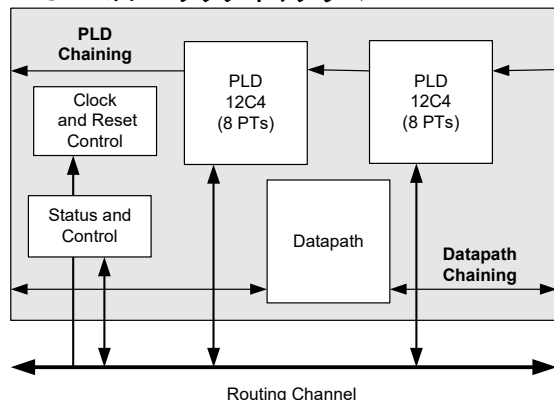 PLD
Chaining
PLD
12C4
(8 PTs)
PLD
12C4
(8 PTs)
Clock
and Reset
Control
Status and
Control
Datapath
Datapath
Chaining
Routing Channel